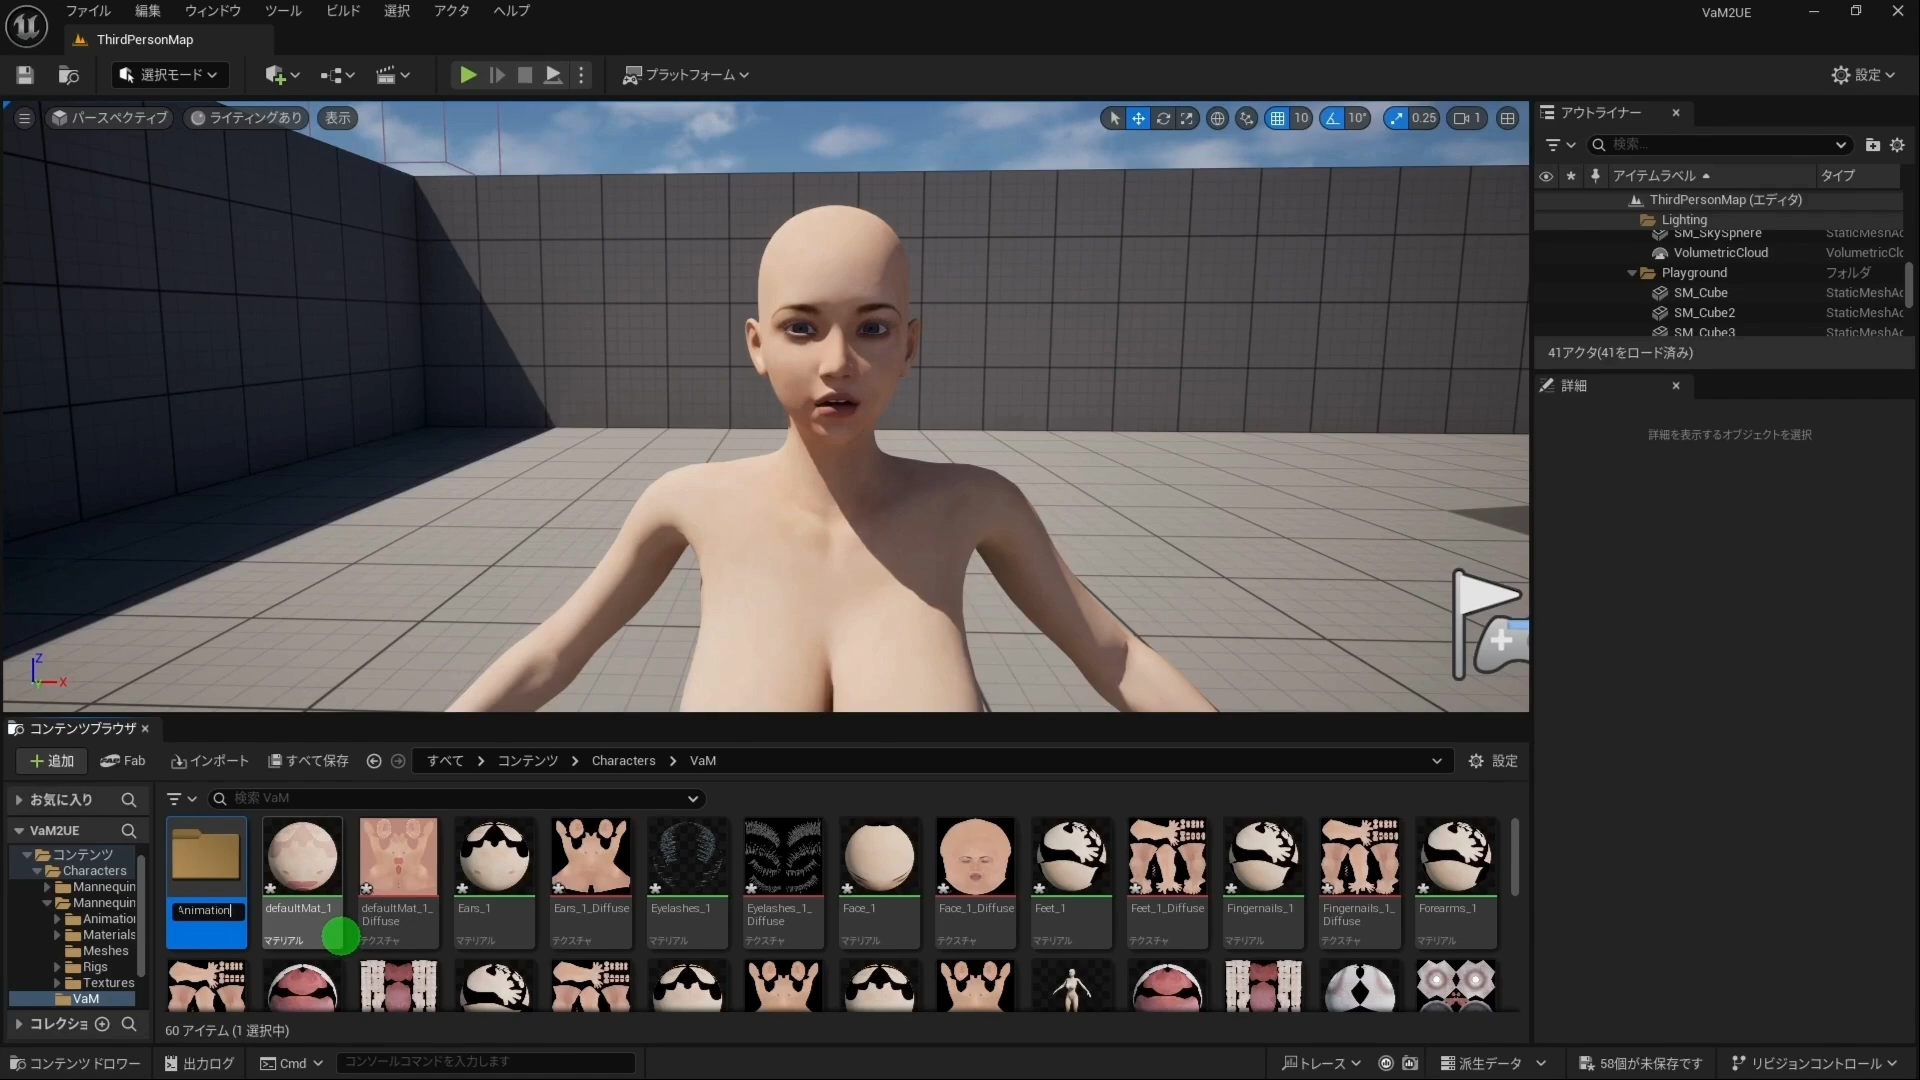 ファイル 編集 ウィンドウ ツール ビルド 選択 アクタ ヘルプ
VaM2UE
ThirdPersonMap
選択モード
プラットフォーム
設定
パースペクティブ ライティングあり 表示
10 10° 0.25 1
アウトライナー
検索...
アイテムラベル タイプ
ThirdPersonMap (エディタ)
Lighting
SM_SkySphere StaticMeshAc
VolumetricCloud VolumetricClo
Playground フォルダ
SM_Cube StaticMeshAc
SM_Cube2 StaticMeshAc
SM_Cube3 StaticMeshAc
41アクタ(41をロード済み)
詳細
詳細を表示するオブジェクトを選択
Z
X
Y
コンテンツブラウザ
追加 Fab インポート すべて保存 すべて コンテンツ Characters VaM 設定
お気に入り
検索 VaM
VaM2UE
コンテンツ
Characters
Mannequin
Mannequin
Animation
Materials
Meshes
Rigs
Textures
VaM
コレクショ
Animation
defaultMat_1
マテリアル
defaultMat_1_
Diffuse
テクスチャ
Ears_1
マテリアル
Ears_1_Diffuse
テクスチャ
Eyelashes_1
マテリアル
Eyelashes_1_
Diffuse
テクスチャ
Face_1
マテリアル
Face_1_Diffuse
テクスチャ
Feet_1
マテリアル
Feet_1_Diffuse
テクスチャ
Fingernails_1
マテリアル
Fingernails_1_
Diffuse
テクスチャ
Forearms_1
マテリアル
60 アイテム (1 選択中)
コンテンツドロワー 出力ログ Cmd コンソールコマンドを入力します
トレース 派生データ 58個が未保存です リビジョンコントロール